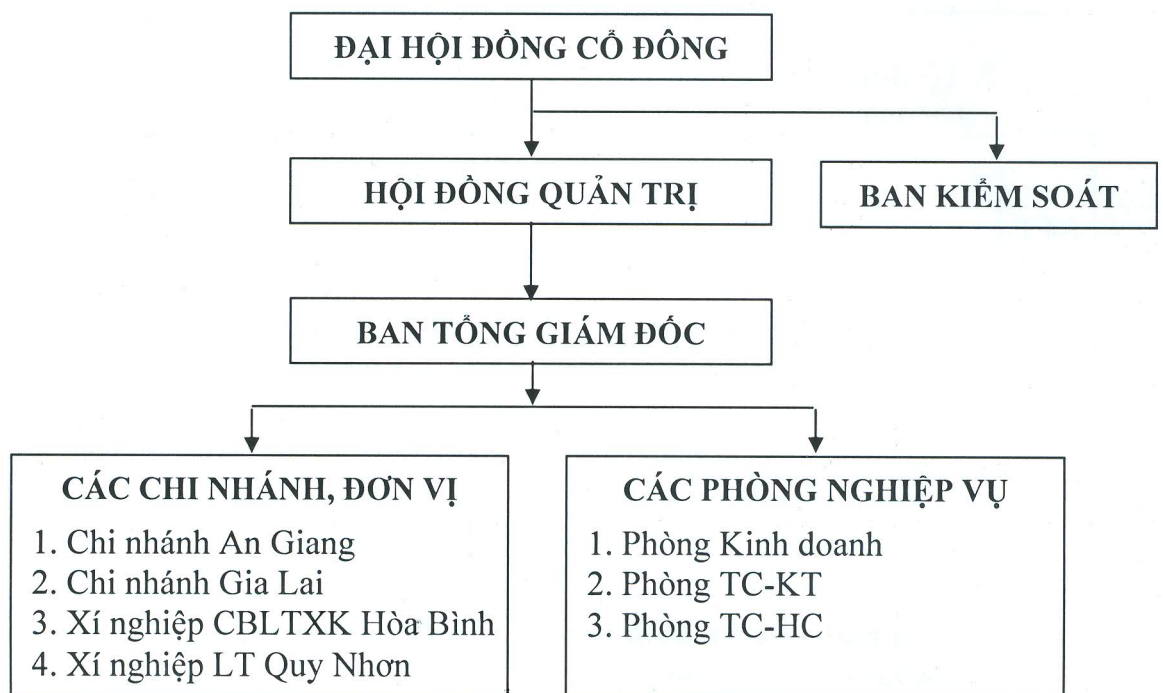 ĐẠI HỘI ĐỒNG CỔ ĐÔNG
HỘI ĐỒNG QUẢN TRỊ
BAN KIỂM SOÁT
BAN TỔNG GIÁM ĐỐC
CÁC CHI NHÁNH, ĐƠN VỊ
1. Chi nhánh An Giang
2. Chi nhánh Gia Lai
3. Xí nghiệp CBLTXK Hòa Bình
4. Xí nghiệp LT Quy Nhơn
CÁC PHÒNG NGHIỆP VỤ
1. Phòng Kinh doanh
2. Phòng TC-KT
3. Phòng TC-HC